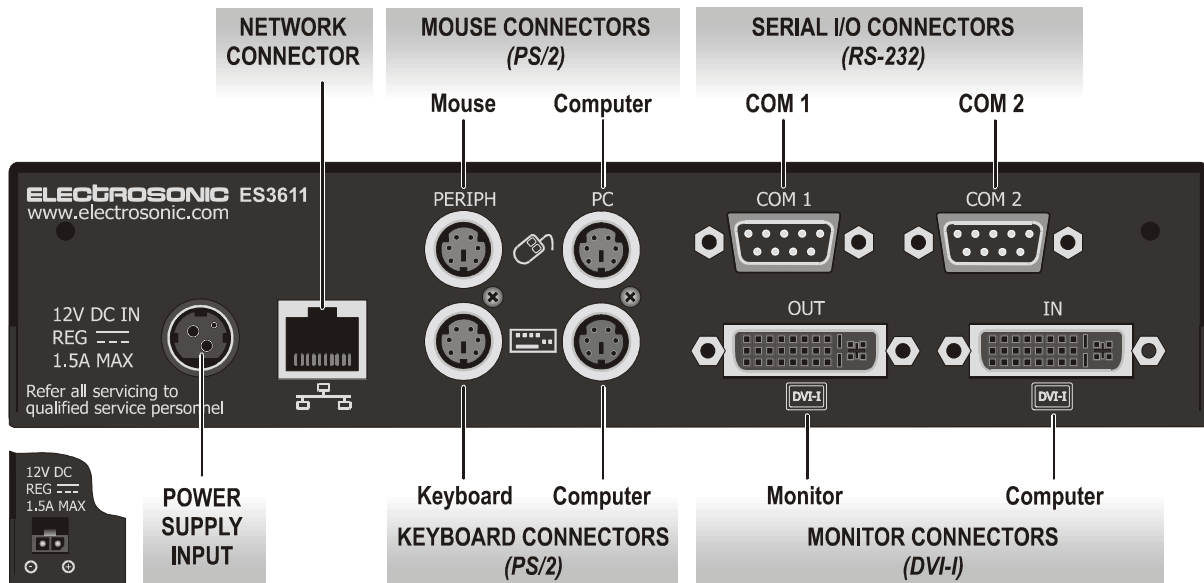 NETWORK
CONNECTOR
MOUSE CONNECTORS
(PS/2)
Mouse
Computer
SERIAL I/O CONNECTORS
(RS-232)
COM 1
COM 2
ELECTROSONIC ES3611
www.electrosonic.com
PERIPH
PC
COM 1
COM 2
12V DC IN
REG
1.5A MAX
Refer all servicing to
qualified service personnel
OUT
IN
DVI-I
DVI-I
12V DC
REG
1.5A MAX
- +
POWER
SUPPLY
INPUT
Keyboard
Computer
KEYBOARD CONNECTORS
(PS/2)
Monitor
Computer
MONITOR CONNECTORS
(DVI-I)